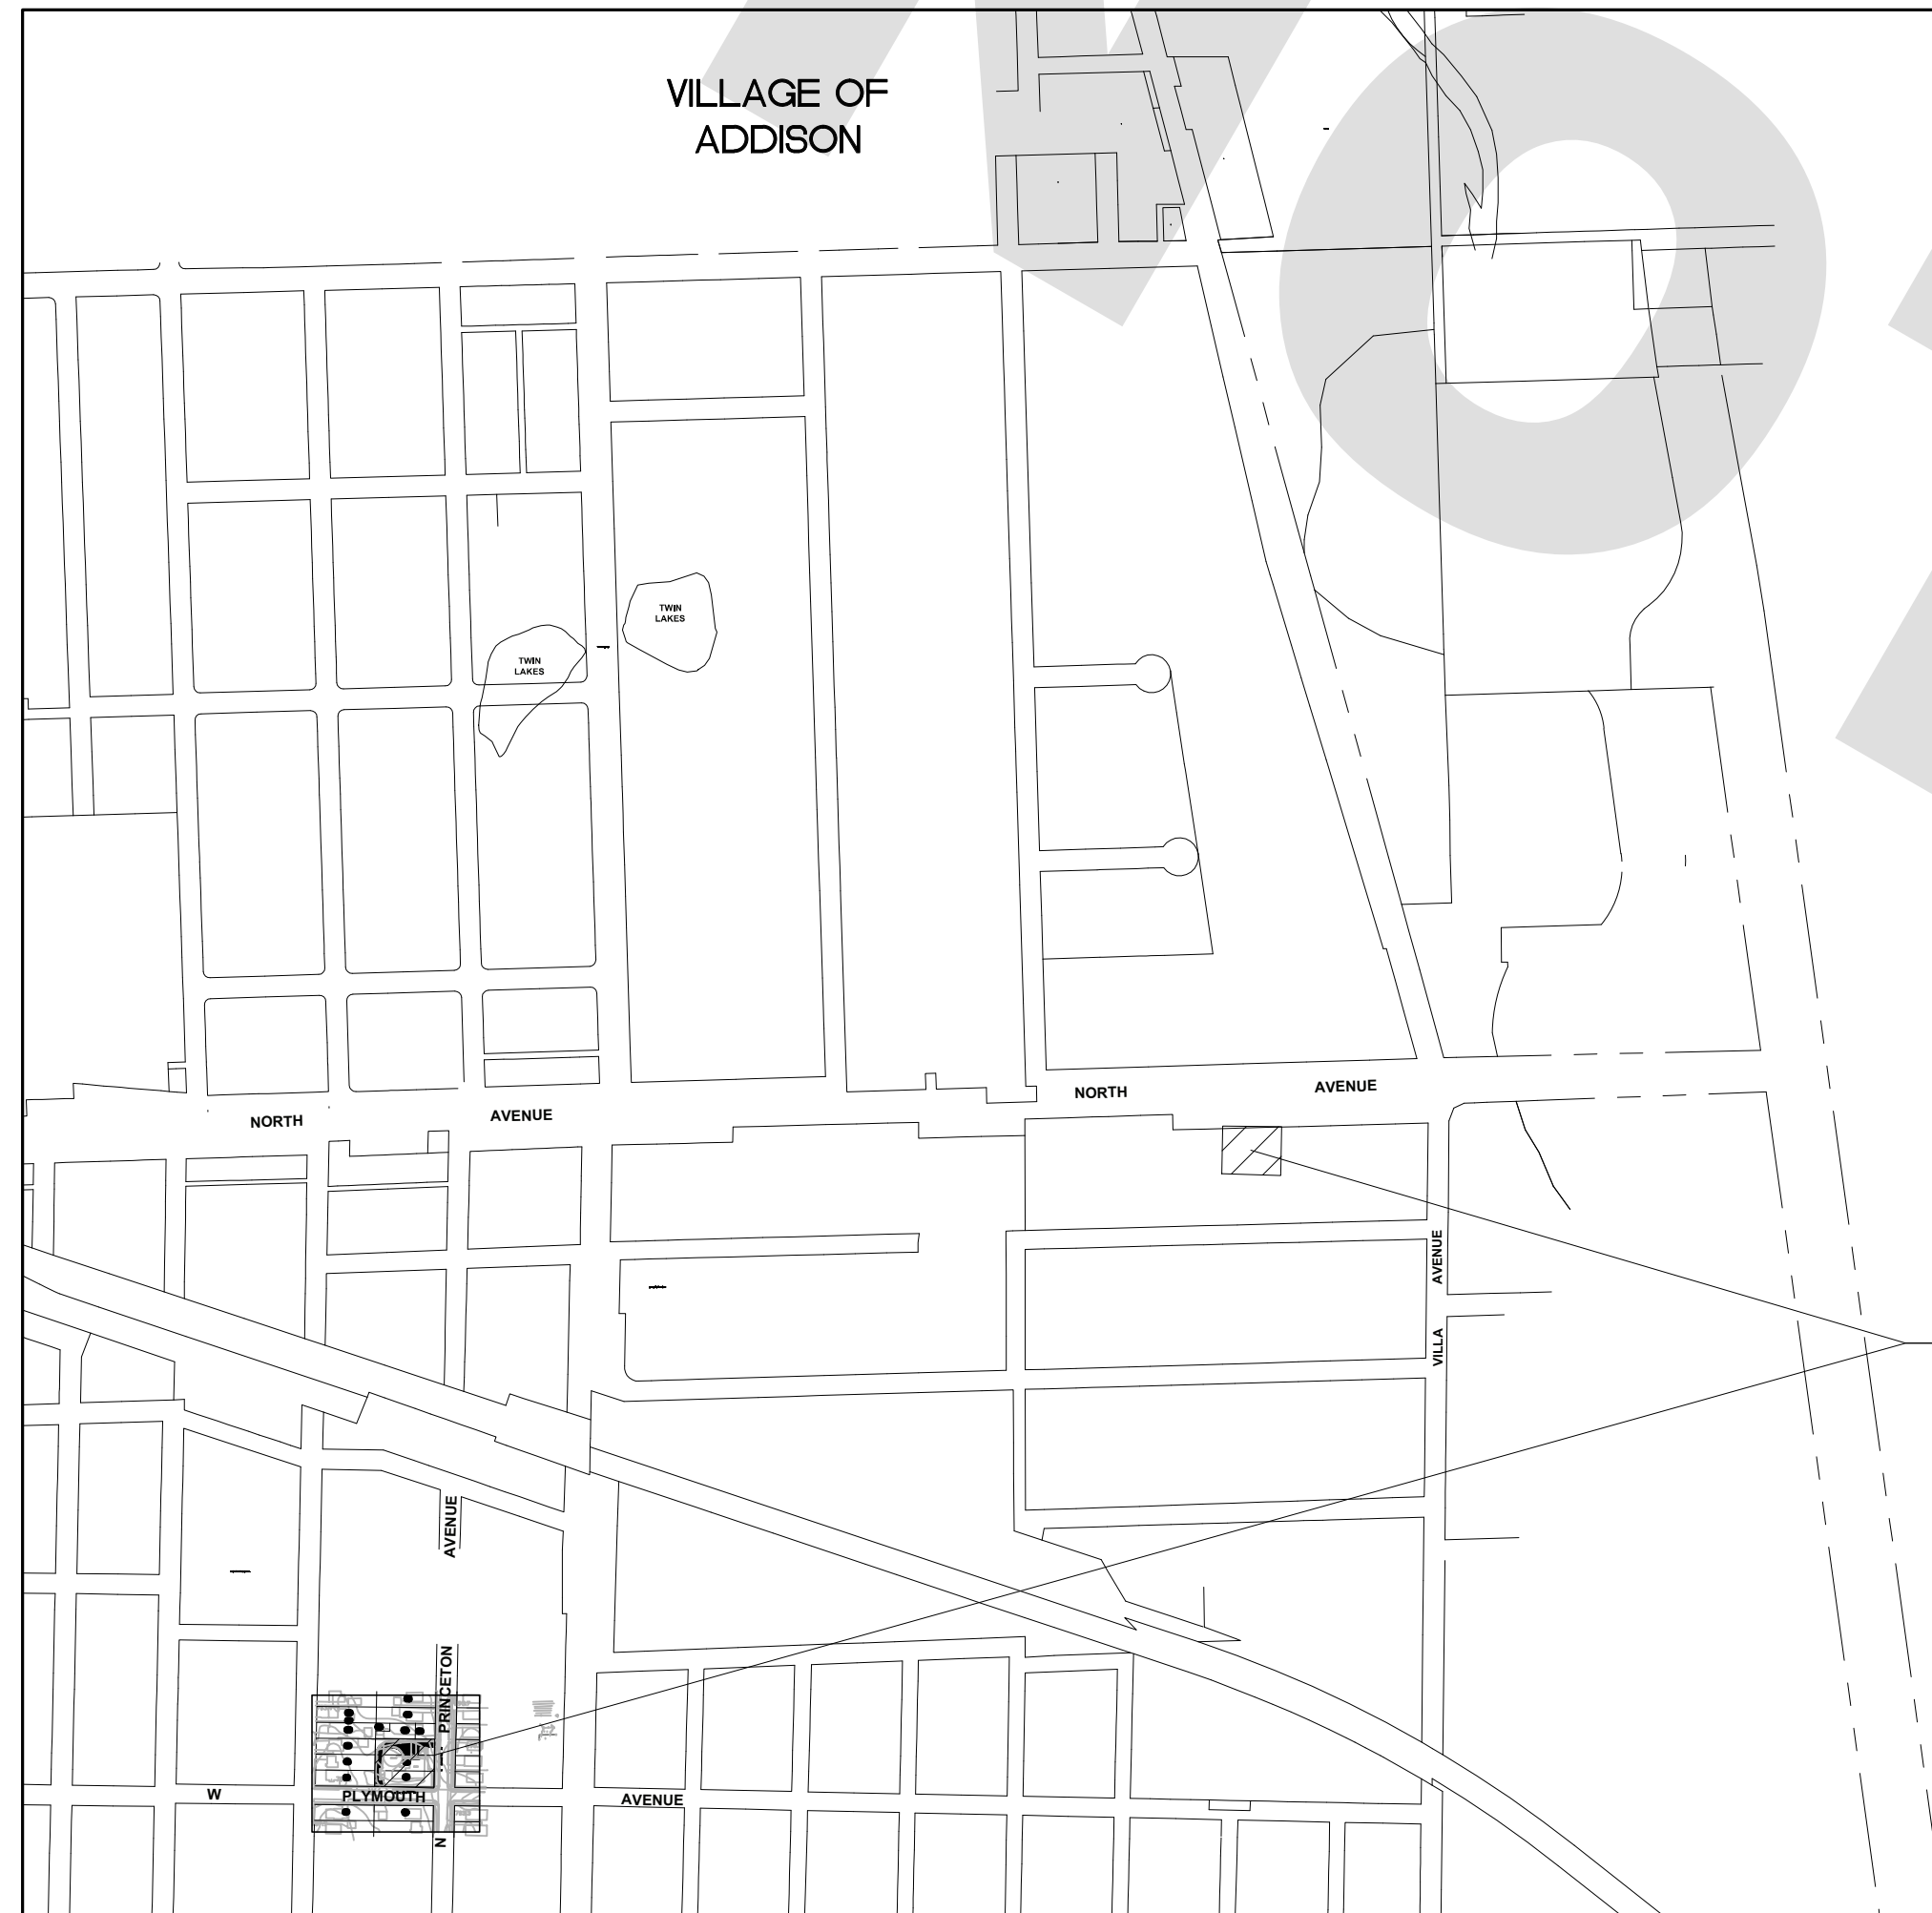 VILLAGE OF
ADDISON
TWIN
LAKES
TWIN
LAKES
NORTH AVENUE
NORTH AVENUE
AVENUE
VILLA
AVENUE
PRINCETON
W PLYMOUTH AVENUE
N